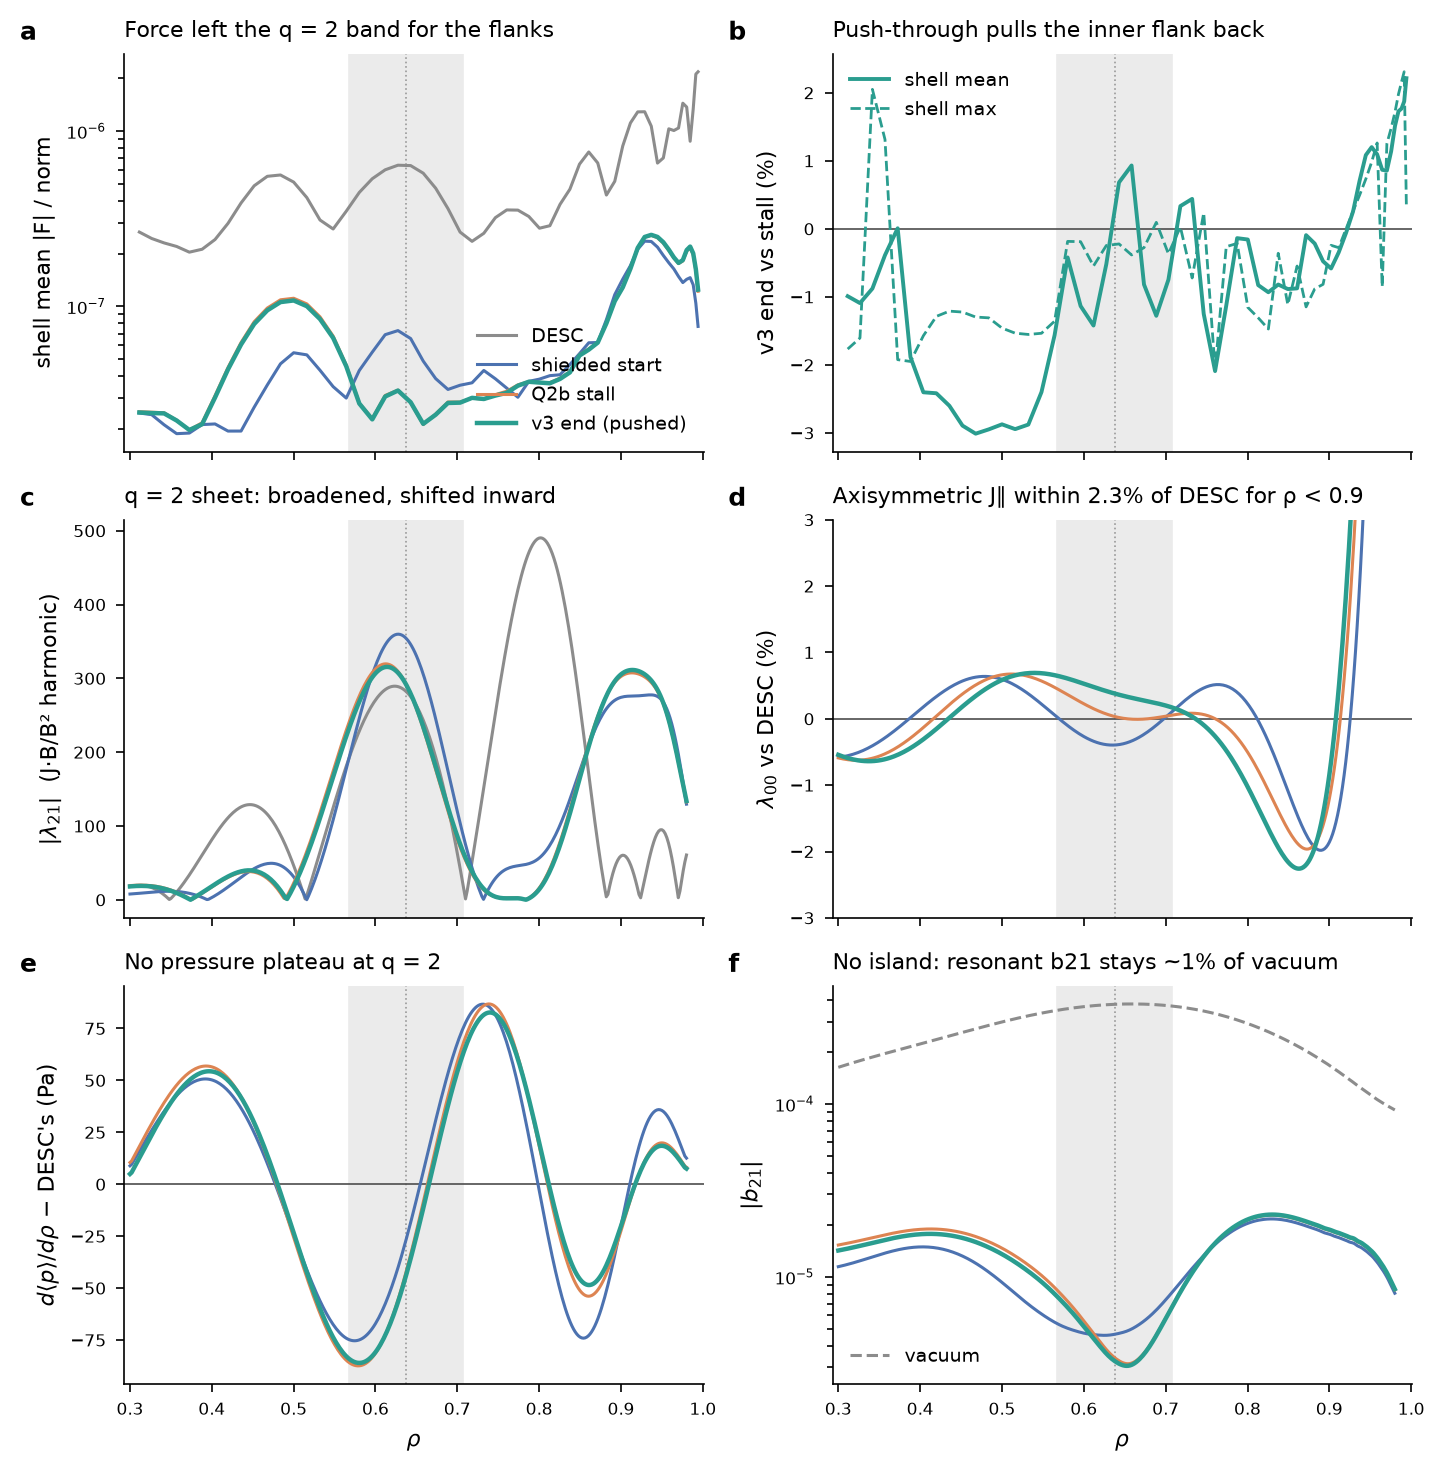 a Force left the q = 2 band for the flanks
shell mean |F| / norm
10⁻⁶
10⁻⁷
DESC
shielded start
Q2b stall
v3 end (pushed)
b Push-through pulls the inner flank back
v3 end vs stall (%)
2
1
0
−1
−2
−3
shell mean
shell max
c q = 2 sheet: broadened, shifted inward
|λ₂₁| (J·B/B² harmonic)
500
400
300
200
100
0
d Axisymmetric J∥ within 2.3% of DESC for ρ < 0.9
λ₀₀ vs DESC (%)
3
2
1
0
−1
−2
−3
e No pressure plateau at q = 2
d⟨p⟩/dρ − DESC's (Pa)
75
50
25
0
−25
−50
−75
0.3 0.4 0.5 0.6 0.7 0.8 0.9 1.0
ρ
f No island: resonant b21 stays ~1% of vacuum
|b₂₁|
10⁻⁴
10⁻⁵
vacuum
0.3 0.4 0.5 0.6 0.7 0.8 0.9 1.0
ρ